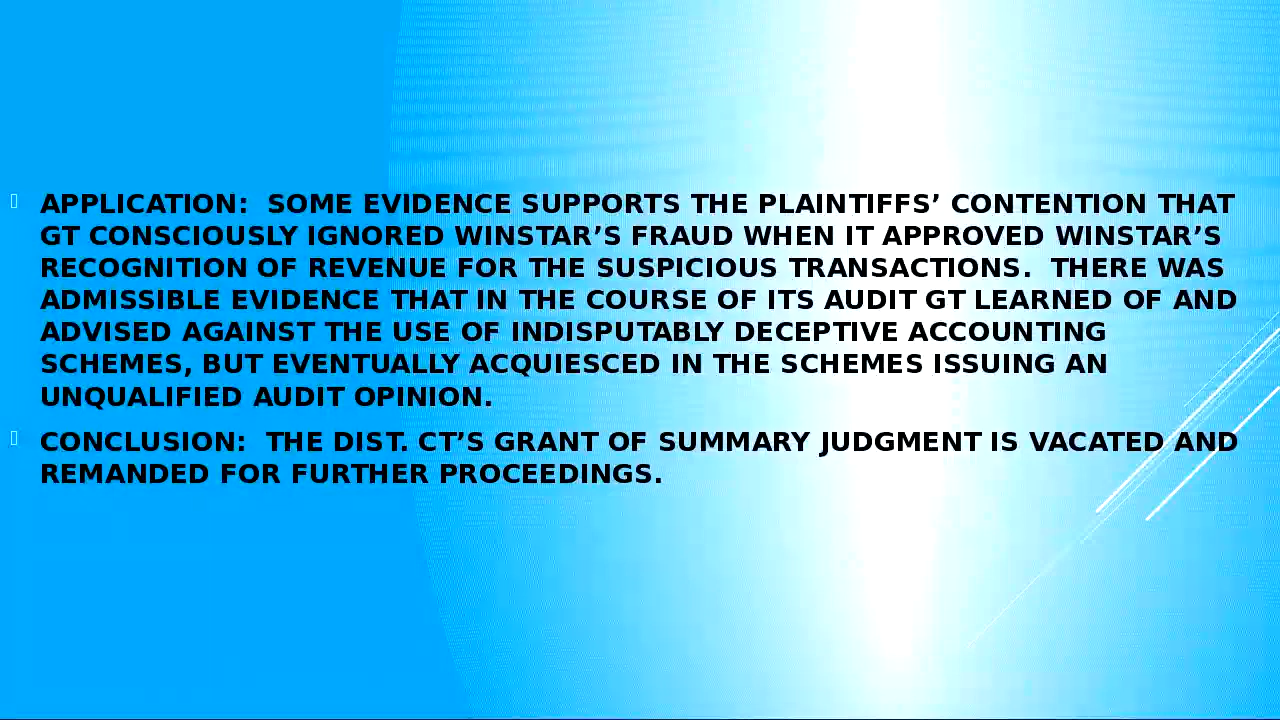 APPLICATION:  SOME EVIDENCE SUPPORTS THE PLAINTIFFS’ CONTENTION THAT
GT CONSCIOUSLY IGNORED WINSTAR’S FRAUD WHEN IT APPROVED WINSTAR’S
RECOGNITION OF REVENUE FOR THE SUSPICIOUS TRANSACTIONS.  THERE WAS
ADMISSIBLE EVIDENCE THAT IN THE COURSE OF ITS AUDIT GT LEARNED OF AND
ADVISED AGAINST THE USE OF INDISPUTABLY DECEPTIVE ACCOUNTING
SCHEMES, BUT EVENTUALLY ACQUIESCED IN THE SCHEMES ISSUING AN
UNQUALIFIED AUDIT OPINION.
CONCLUSION:  THE DIST. CT’S GRANT OF SUMMARY JUDGMENT IS VACATED AND
REMANDED FOR FURTHER PROCEEDINGS.